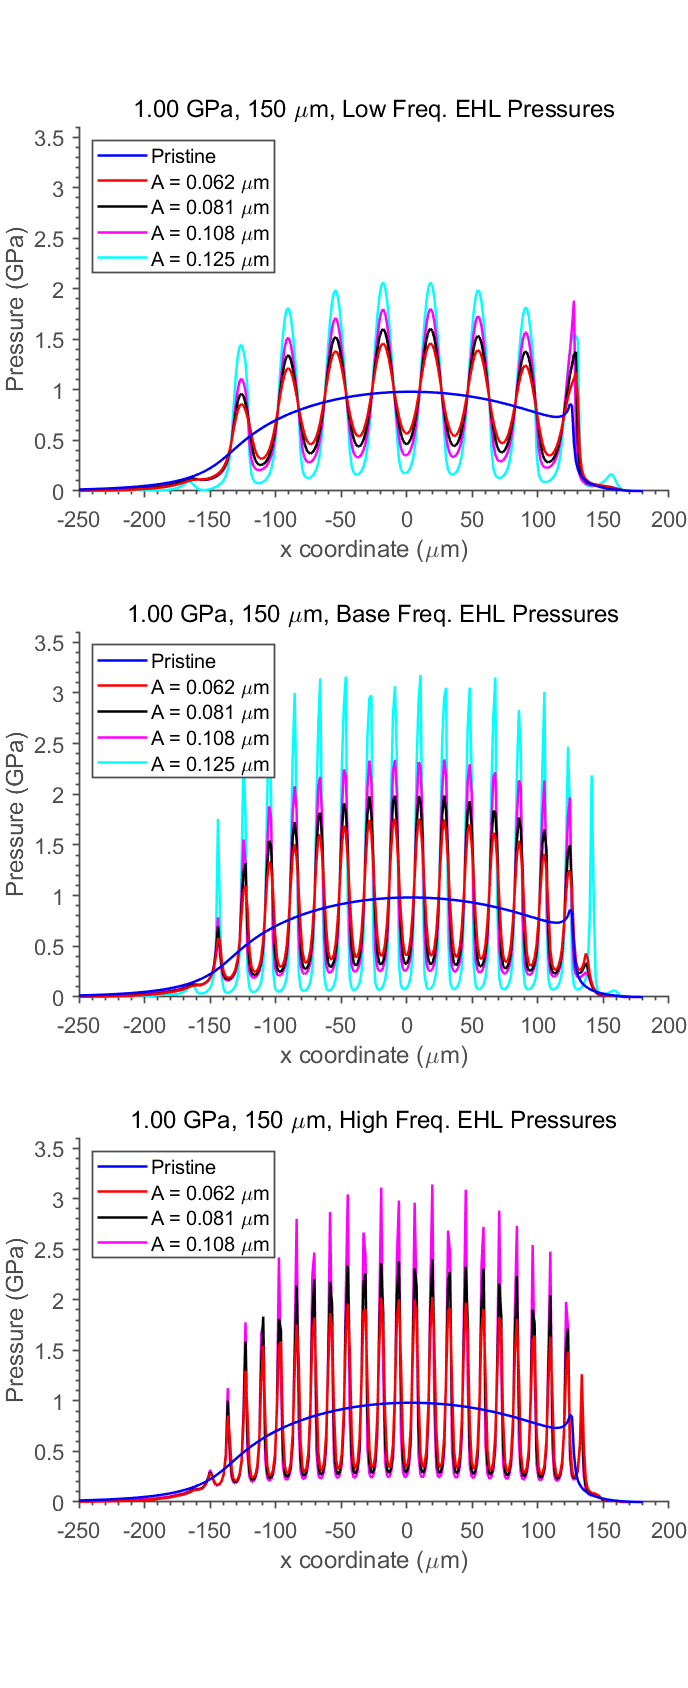 1.00 GPa, 150 μm, Low Freq. EHL Pressures
3.5
3
2.5
2
1.5
1
0.5
0
Pressure (GPa)
Pristine
A = 0.062 μm
A = 0.081 μm
A = 0.108 μm
A = 0.125 μm
-250 -200 -150 -100 -50 0 50 100 150 200
x coordinate (μm)
1.00 GPa, 150 μm, Base Freq. EHL Pressures
3.5
3
2.5
2
1.5
1
0.5
0
Pressure (GPa)
Pristine
A = 0.062 μm
A = 0.081 μm
A = 0.108 μm
A = 0.125 μm
-250 -200 -150 -100 -50 0 50 100 150 200
x coordinate (μm)
1.00 GPa, 150 μm, High Freq. EHL Pressures
3.5
3
2.5
2
1.5
1
0.5
0
Pressure (GPa)
Pristine
A = 0.062 μm
A = 0.081 μm
A = 0.108 μm
-250 -200 -150 -100 -50 0 50 100 150 200
x coordinate (μm)